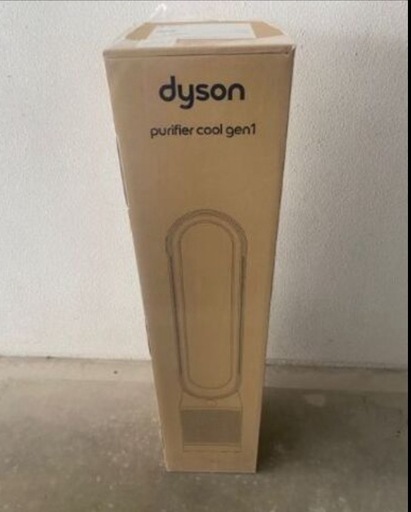 dyson
purifier cool gen1